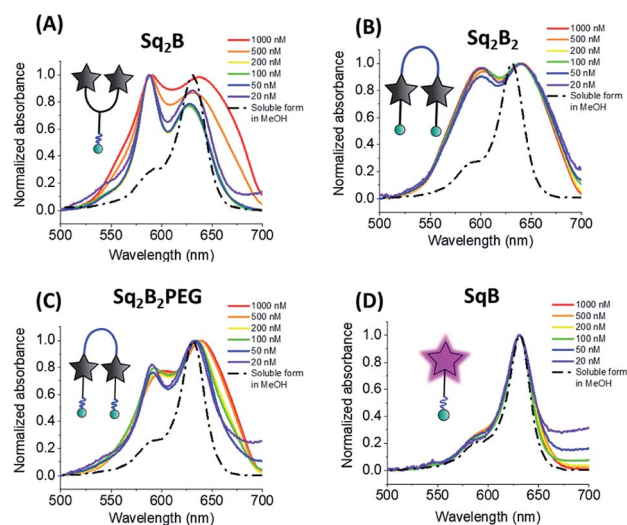 (A)
Sq₂B
1000 nM
500 nM
200 nM
100 nM
50 nM
20 nM
Soluble form
in MeOH
Normalized absorbance
1.0
0.8
0.6
0.4
0.2
0.0
500 550 600 650 700
Wavelength (nm)
(B)
Sq₂B₂
1000 nM
500 nM
200 nM
100 nM
50 nM
20 nM
Soluble form
in MeOH
Normalized absorbance
1.0
0.8
0.6
0.4
0.2
0.0
500 550 600 650 700
Wavelength (nm)
(C)
Sq₂B₂PEG
1000 nM
500 nM
200 nM
100 nM
50 nM
20 nM
Soluble form
in MeOH
Normalized absorbance
1.0
0.8
0.6
0.4
0.2
0.0
500 550 600 650 700
Wavelength (nm)
(D)
SqB
1000 nM
500 nM
200 nM
100 nM
50 nM
20 nM
Soluble form
in MeOH
Normalized absorbance
1.0
0.8
0.6
0.4
0.2
0.0
500 550 600 650 700
Wavelength (nm)